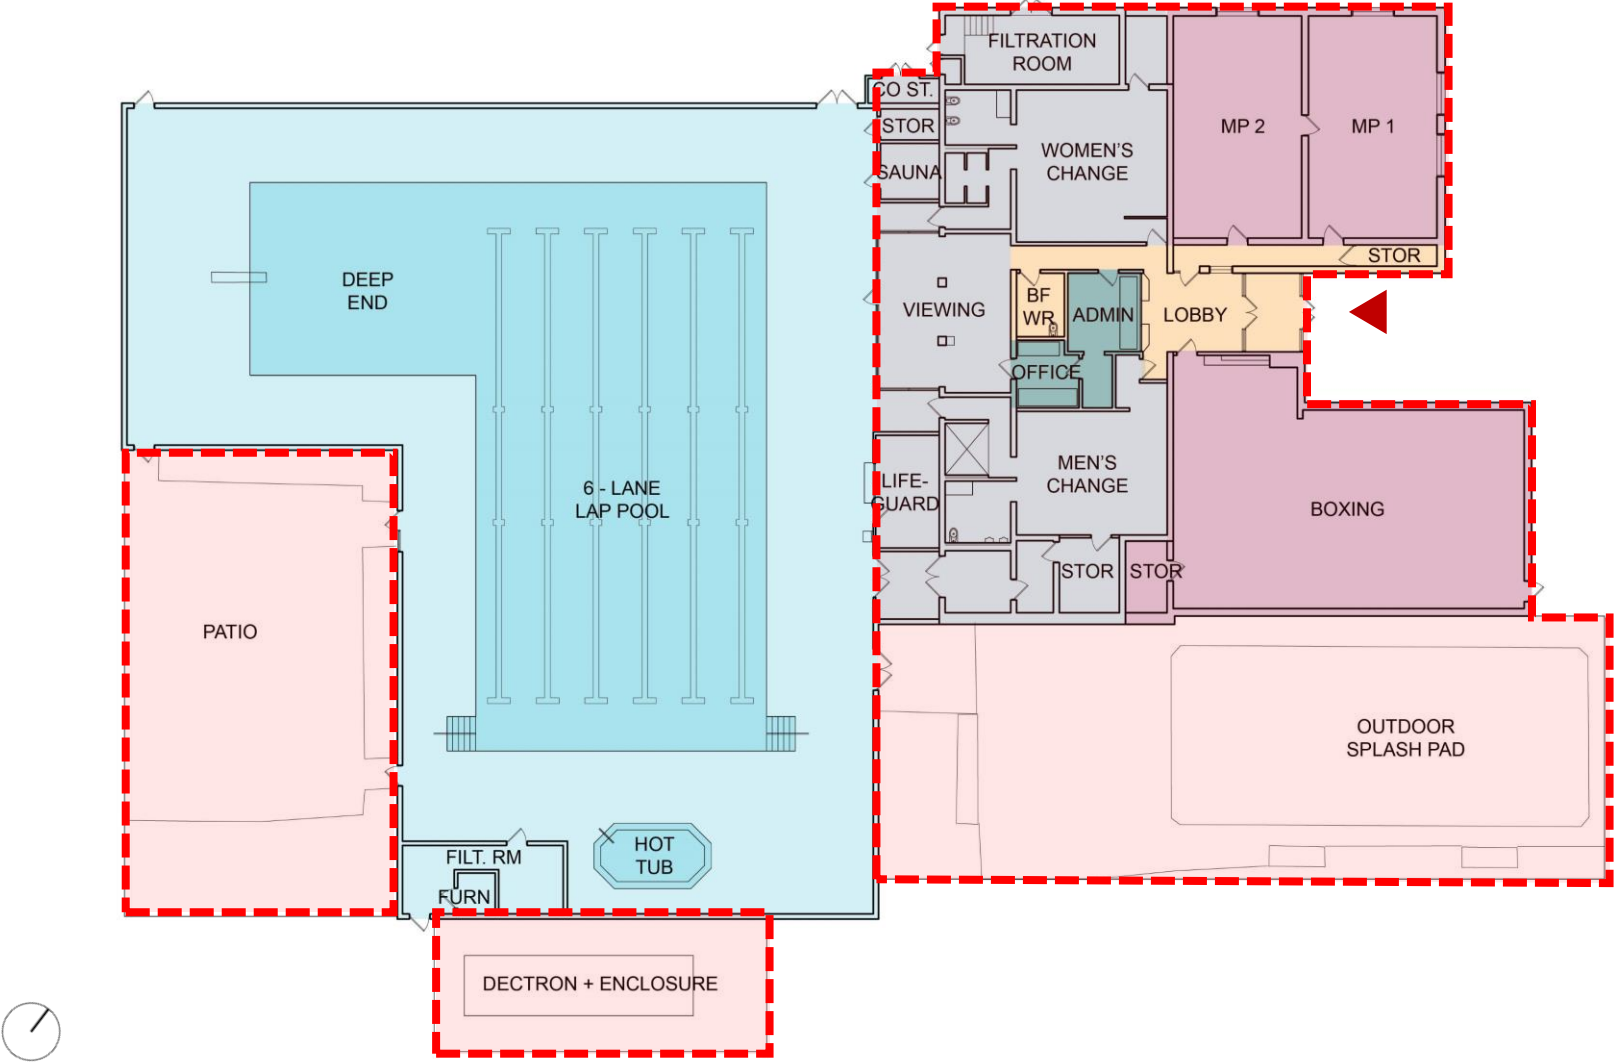 FILTRATION
ROOM
CO ST.
STOR
SAUNA
WOMEN'S
CHANGE
MP 2
MP 1
STOR
DEEP
END
VIEWING
BF
WR
ADMIN
LOBBY
OFFICE
6 - LANE
LAP POOL
LIFE-
GUARD
MEN'S
CHANGE
BOXING
STOR
STOR
PATIO
OUTDOOR
SPLASH PAD
HOT
TUB
FILT. RM
FURN
DECTRON + ENCLOSURE